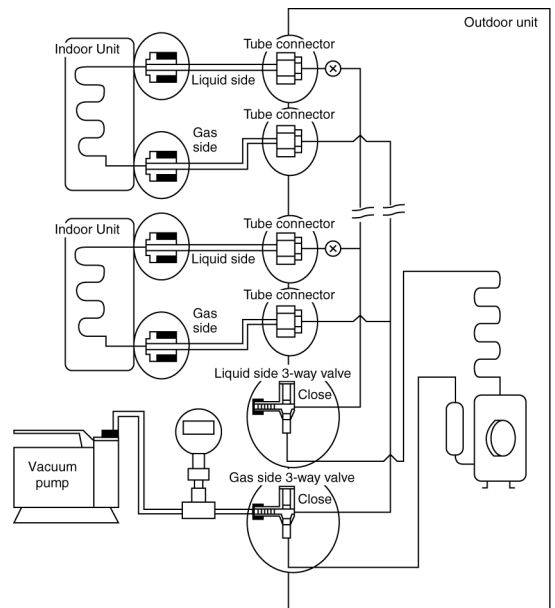 Outdoor unit
Indoor Unit
Tube connector
Liquid side
Tube connector
Gas
side
Indoor Unit
Tube connector
Liquid side
Gas
side
Tube connector
Liquid side 3-way valve
Close
Vacuum
pump
Gas side 3-way valve
Close